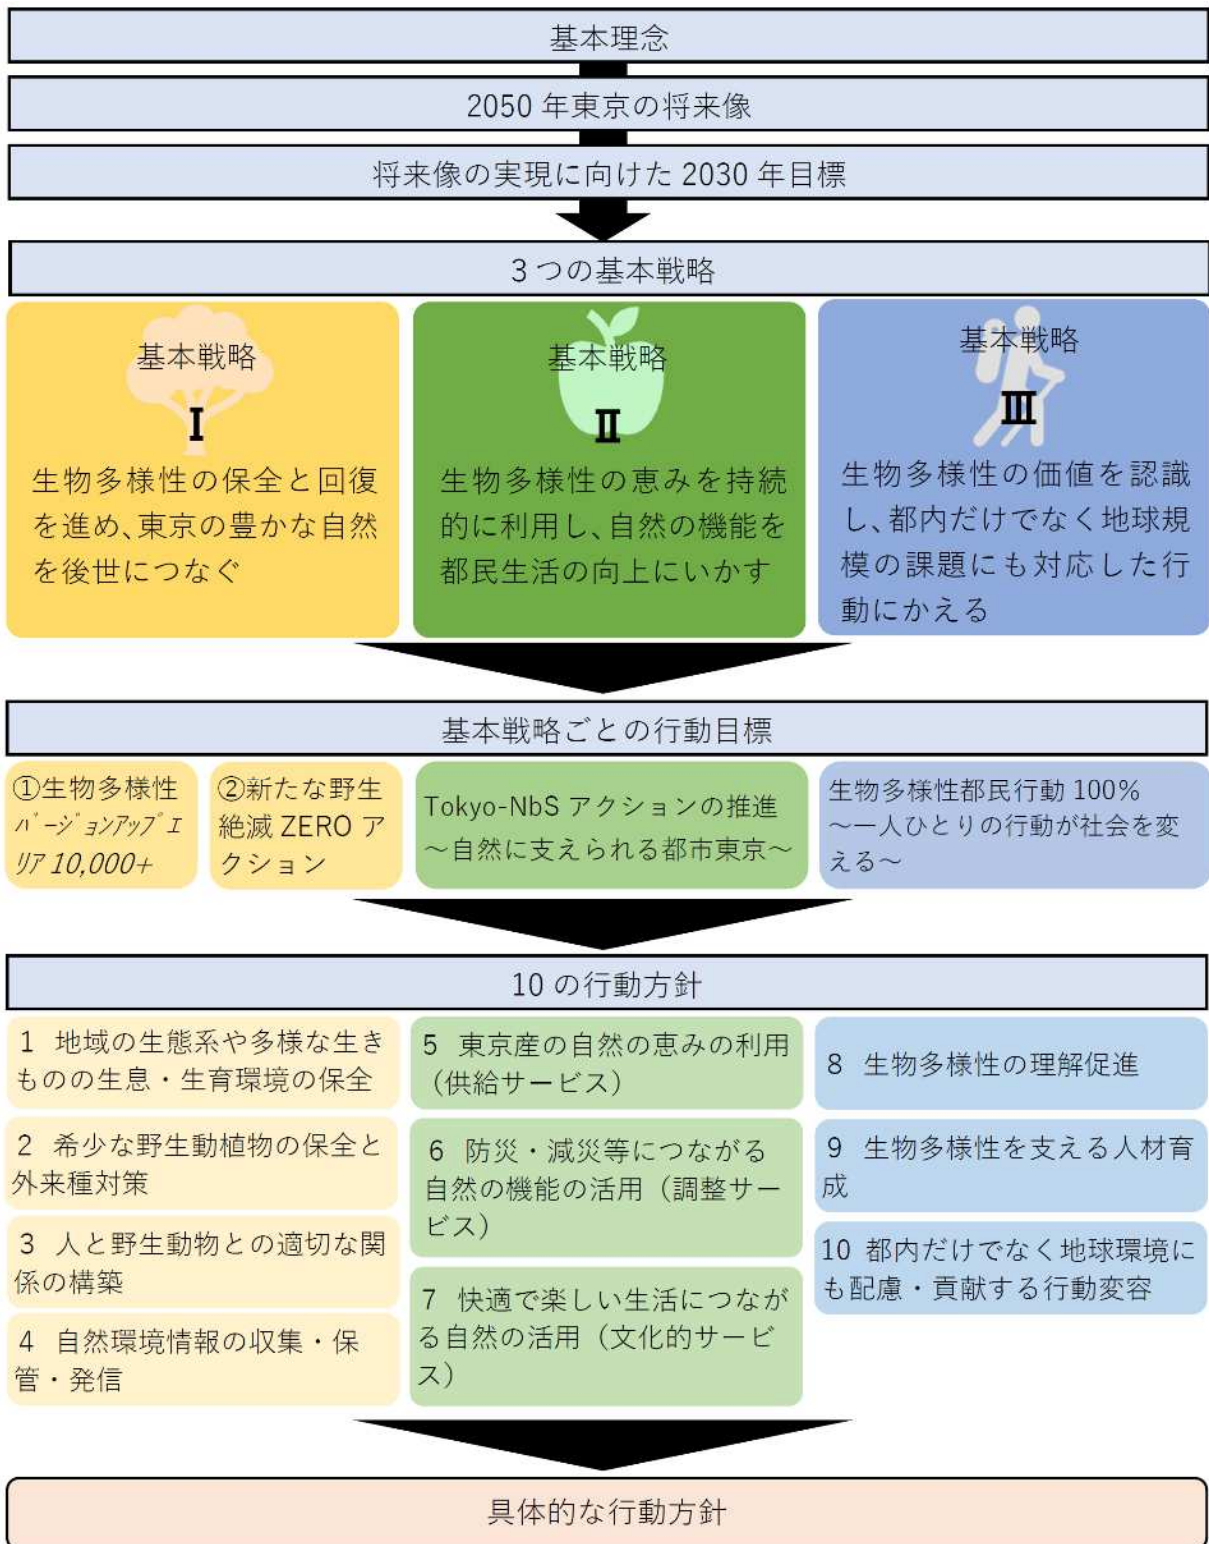 基本理念
2050 年東京の将来像
将来像の実現に向けた 2030 年目標
3つの基本戦略
基本戦略
Ⅰ
生物多様性の保全と回復
を進め、東京の豊かな自然
を後世につなぐ
基本戦略
Ⅱ
生物多様性の恵みを持続
的に利用し、自然の機能を
都民生活の向上にいかす
基本戦略
Ⅲ
生物多様性の価値を認識
し、都内だけでなく地球規
模の課題にも対応した行
動にかえる
基本戦略ごとの行動目標
①生物多様性
バージョンアップエ
リア 10,000+
②新たな野生
絶滅 ZERO ア
クション
Tokyo-NbS アクションの推進
～自然に支えられる都市東京～
生物多様性都民行動 100%
～一人ひとりの行動が社会を変
える～
10 の行動方針
1 地域の生態系や多様な生き
ものの生息・生育環境の保全
2 希少な野生動植物の保全と
外来種対策
3 人と野生動物との適切な関
係の構築
4 自然環境情報の収集・保
管・発信
5 東京産の自然の恵みの利用
（供給サービス）
6 防災・減災等につながる
自然の機能の活用（調整サー
ビス）
7 快適で楽しい生活につなが
る自然の活用（文化的サービ
ス）
8 生物多様性の理解促進
9 生物多様性を支える人材育
成
10 都内だけでなく地球環境に
も配慮・貢献する行動変容
具体的な行動方針